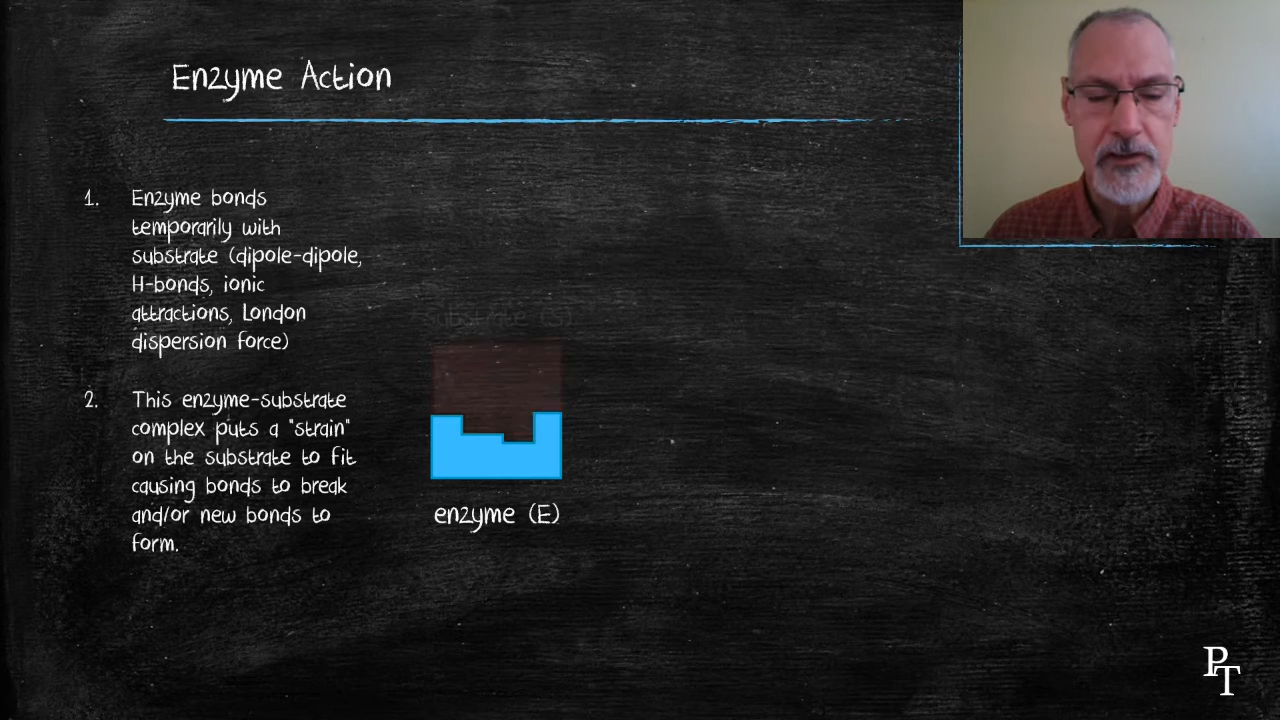 Enzyme Action
1. Enzyme bonds
temporarily with
substrate (dipole-dipole,
H-bonds, ionic
attractions, London
dispersion force)
2. This enzyme-substrate
complex puts a "strain"
on the substrate to fit
causing bonds to break
and/or new bonds to
form.
substrate (S)
enzyme (E)
PT